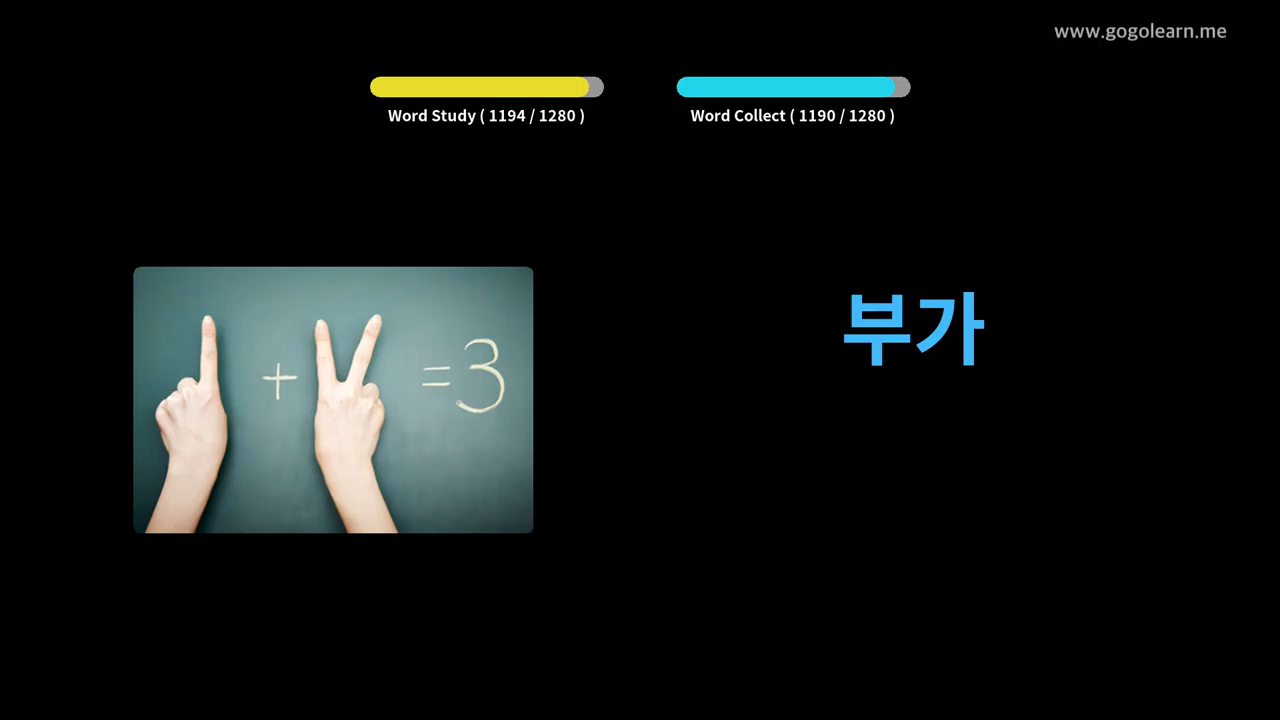 www.gogolearn.me
Word Study ( 1194 / 1280 )
Word Collect ( 1190 / 1280 )
+ = 3
부가